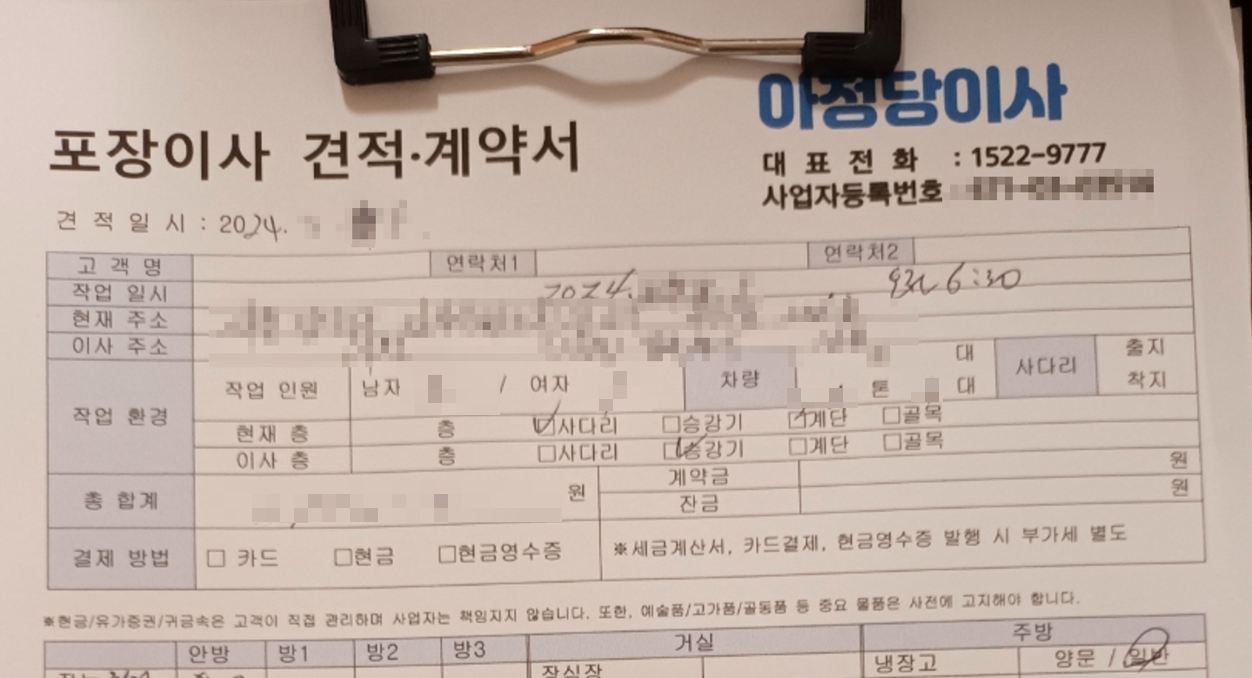 아정당이사
포장이사 견적·계약서
대 표 전 화 : 1522-9777
사업자등록번호
견 적 일 시 : 2024.
고 객 명 연락처1 연락처2
작업 일시 2024. 6:30
현재 주소
이사 주소
작업 환경 작업 인원 남자 / 여자 차량 톤 대 대 사다리 출지 착지
현재 층 층 ☑사다리 □승강기 ☑계단 □골목
이사 층 층 □사다리 ☑승강기 □계단 □골목
총 합계 원 계약금 원
잔금 원
결제 방법 □ 카드 □현금 □현금영수증 ※세금계산서, 카드결제, 현금영수증 발행 시 부가세 별도
※현금/유가증권/귀금속은 고객이 직접 관리하며 사업자는 책임지지 않습니다. 또한, 예술품/고가품/골동품 등 중요 물품은 사전에 고지해야 합니다.
안방 방1 방2 방3 거실 주방
장식장 냉장고 양문 / 일반